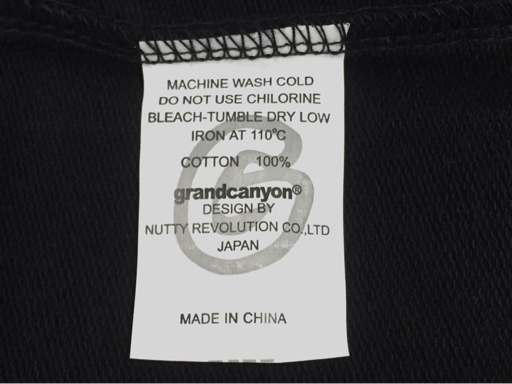 MACHINE WASH COLD
DO NOT USE CHILORINE
BLEACH-TUMBLE DRY LOW
IRON AT 110°C
COTTON 100%
grandcanyon®
DESIGN BY
NUTTY REVOLUTION CO.,LTD
JAPAN
MADE IN CHINA